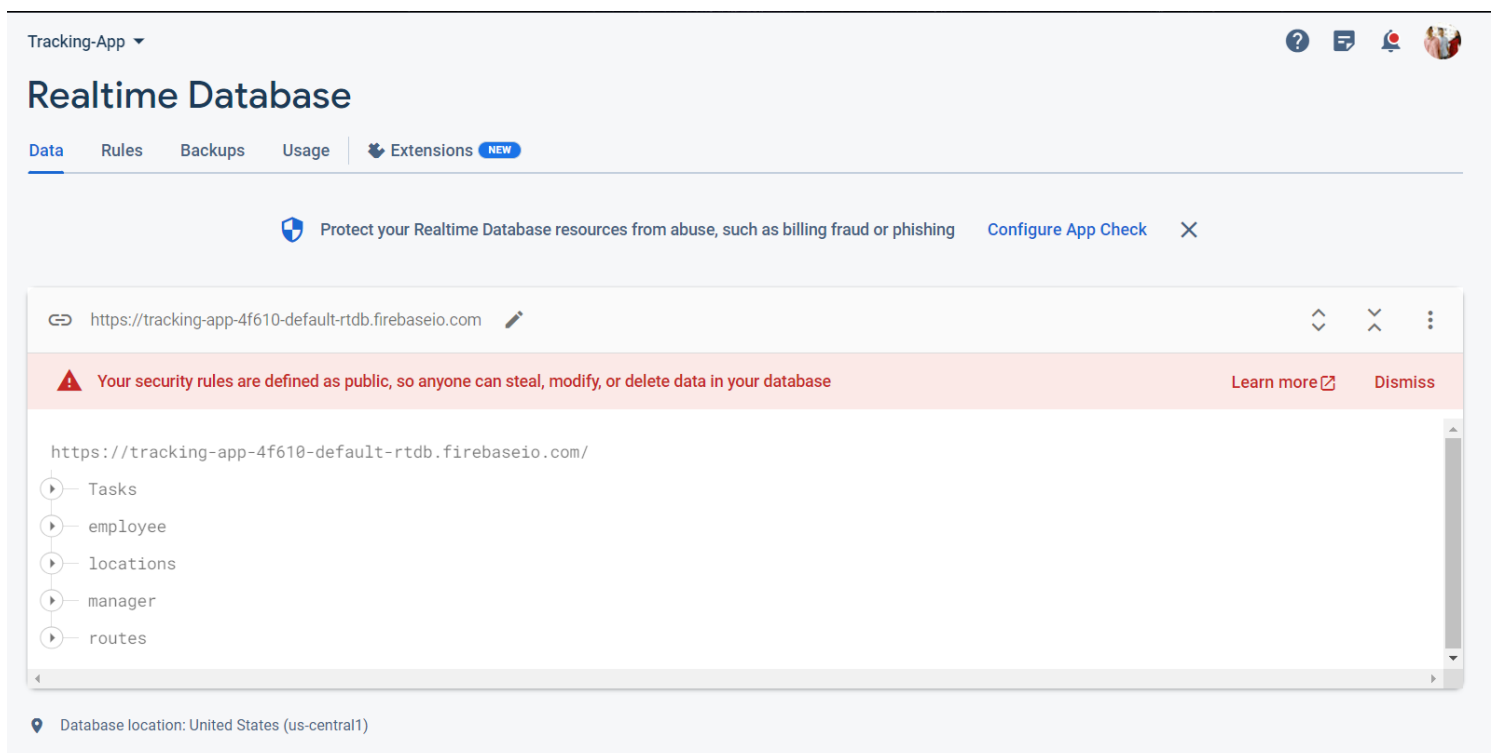 Tracking-App
Realtime Database
Data Rules Backups Usage Extensions NEW
Protect your Realtime Database resources from abuse, such as billing fraud or phishing Configure App Check
https://tracking-app-4f610-default-rtdb.firebaseio.com
Your security rules are defined as public, so anyone can steal, modify, or delete data in your database Learn more Dismiss
https://tracking-app-4f610-default-rtdb.firebaseio.com/
Tasks
employee
locations
manager
routes
Database location: United States (us-central1)